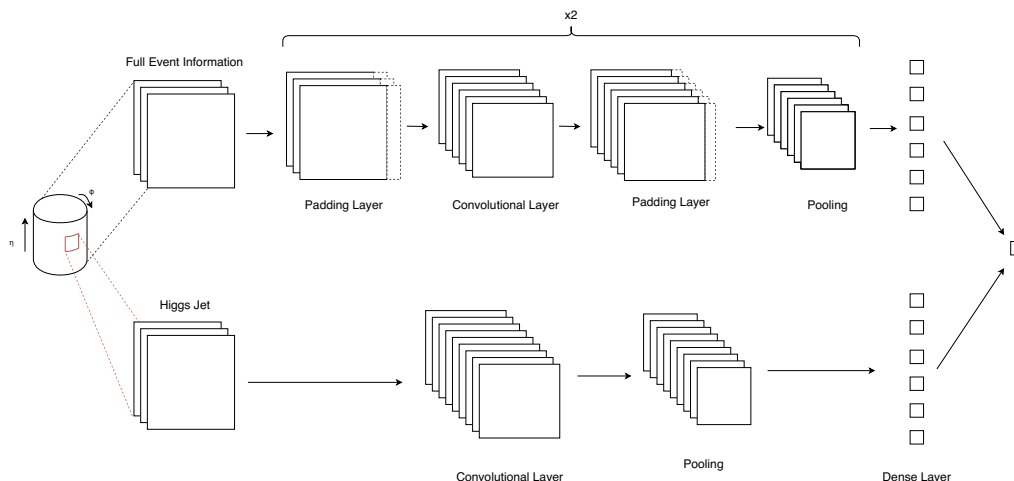 x2
Full Event Information
ϕ
η
Padding Layer
Convolutional Layer
Padding Layer
Pooling
Higgs Jet
Convolutional Layer
Pooling
Dense Layer